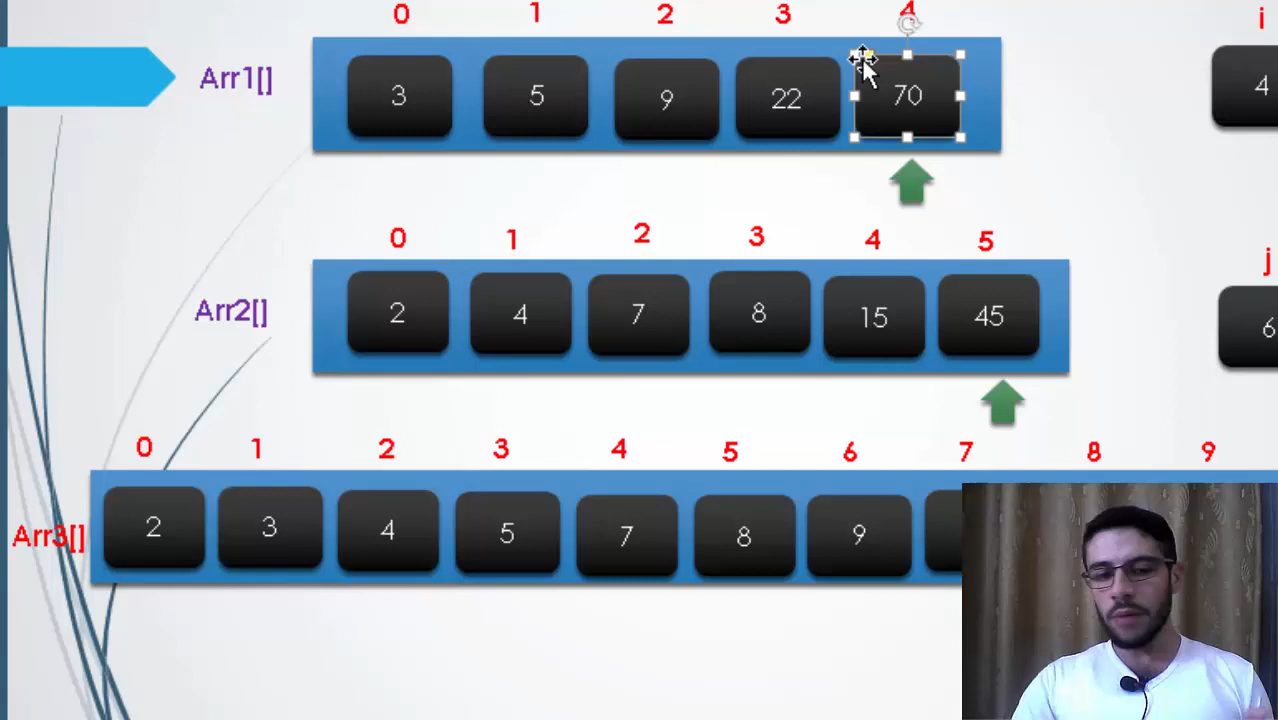 0 1 2 3 4 i
Arr1[] 3 5 9 22 70 4
0 1 2 3 4 5 j
Arr2[] 2 4 7 8 15 45 6
0 1 2 3 4 5 6 7 8 9
Arr3[] 2 3 4 5 7 8 9